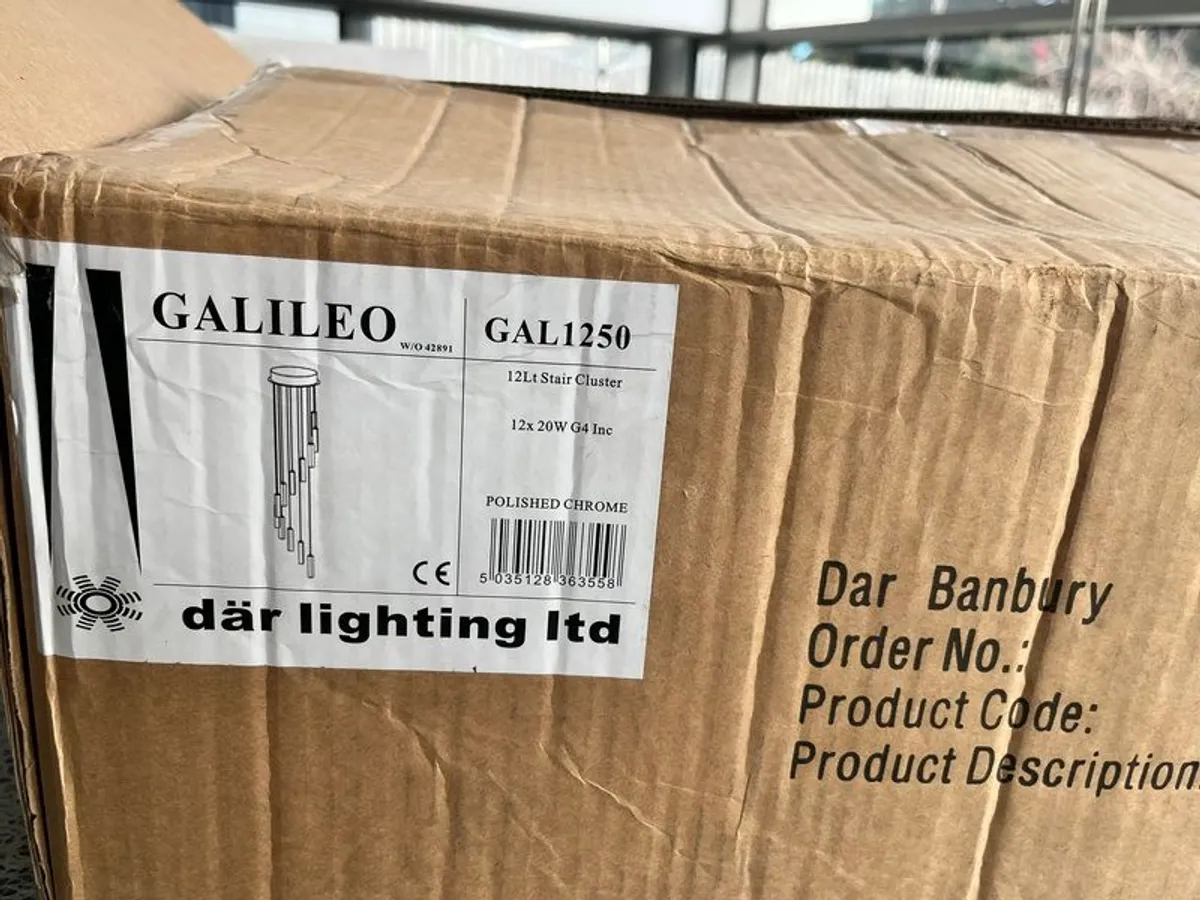 GALILEO W/O 42891
GAL1250
12Lt Stair Cluster
12x 20W G4 Inc
POLISHED CHROME
5 035128 363558
CE
där lighting ltd
Dar Banbury
Order No.:
Product Code:
Product Description